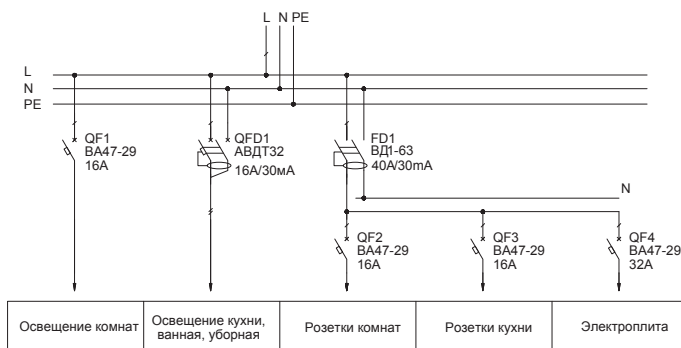 L N PE
L
N
PE
QF1
ВА47-29
16А
QFD1
АВДТ32
16А/30мА
FD1
ВД1-63
40А/30mА
N
QF2
ВА47-29
16А
QF3
ВА47-29
16А
QF4
ВА47-29
32А
Освещение комнат
Освещение кухни,
ванная, уборная
Розетки комнат
Розетки кухни
Электроплита